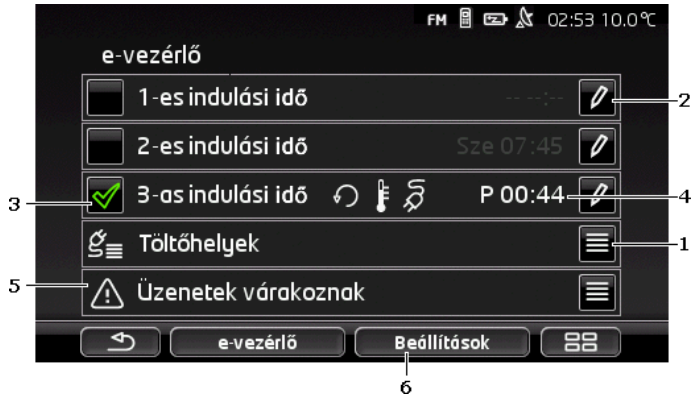 FM 02:53 10.0℃
e-vezérlő
1-es indulási idő -- --:-- 2
2-es indulási idő Sze 07:45
3 3-as indulási idő P 00:44 4
Töltőhelyek 1
5 Üzenetek várakoznak
e-vezérlő Beállítások
6